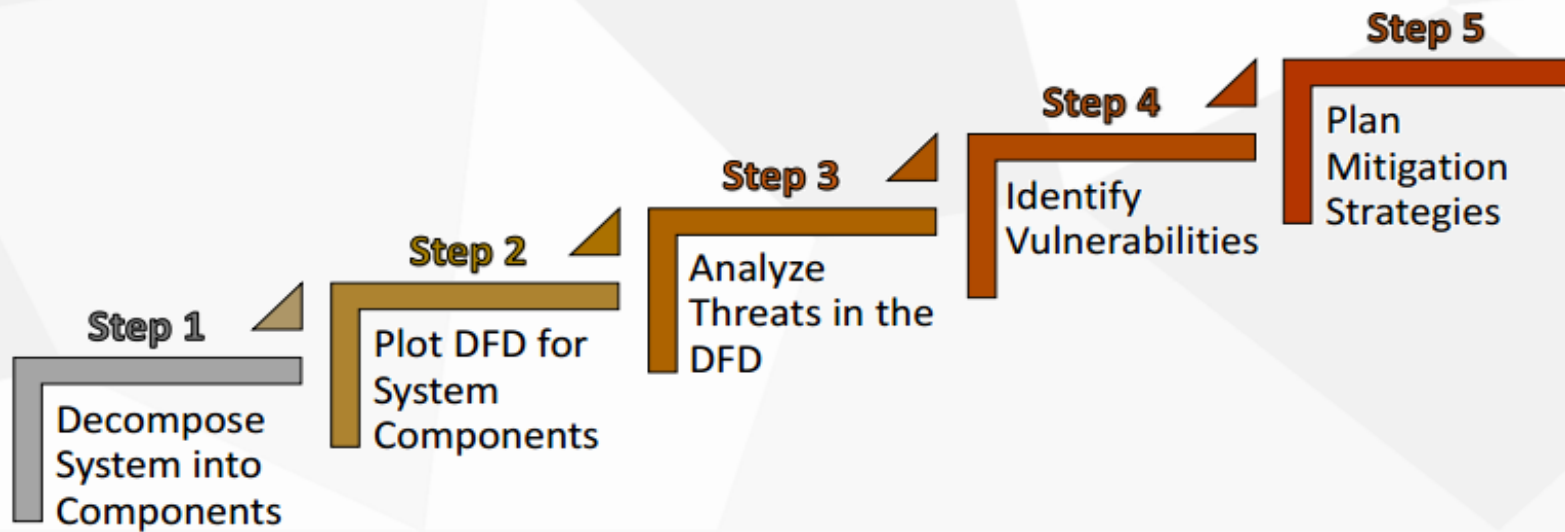 Step 1
Decompose
System into
Components
Step 2
Plot DFD for
System
Components
Step 3
Analyze
Threats in the
DFD
Step 4
Identify
Vulnerabilities
Step 5
Plan
Mitigation
Strategies